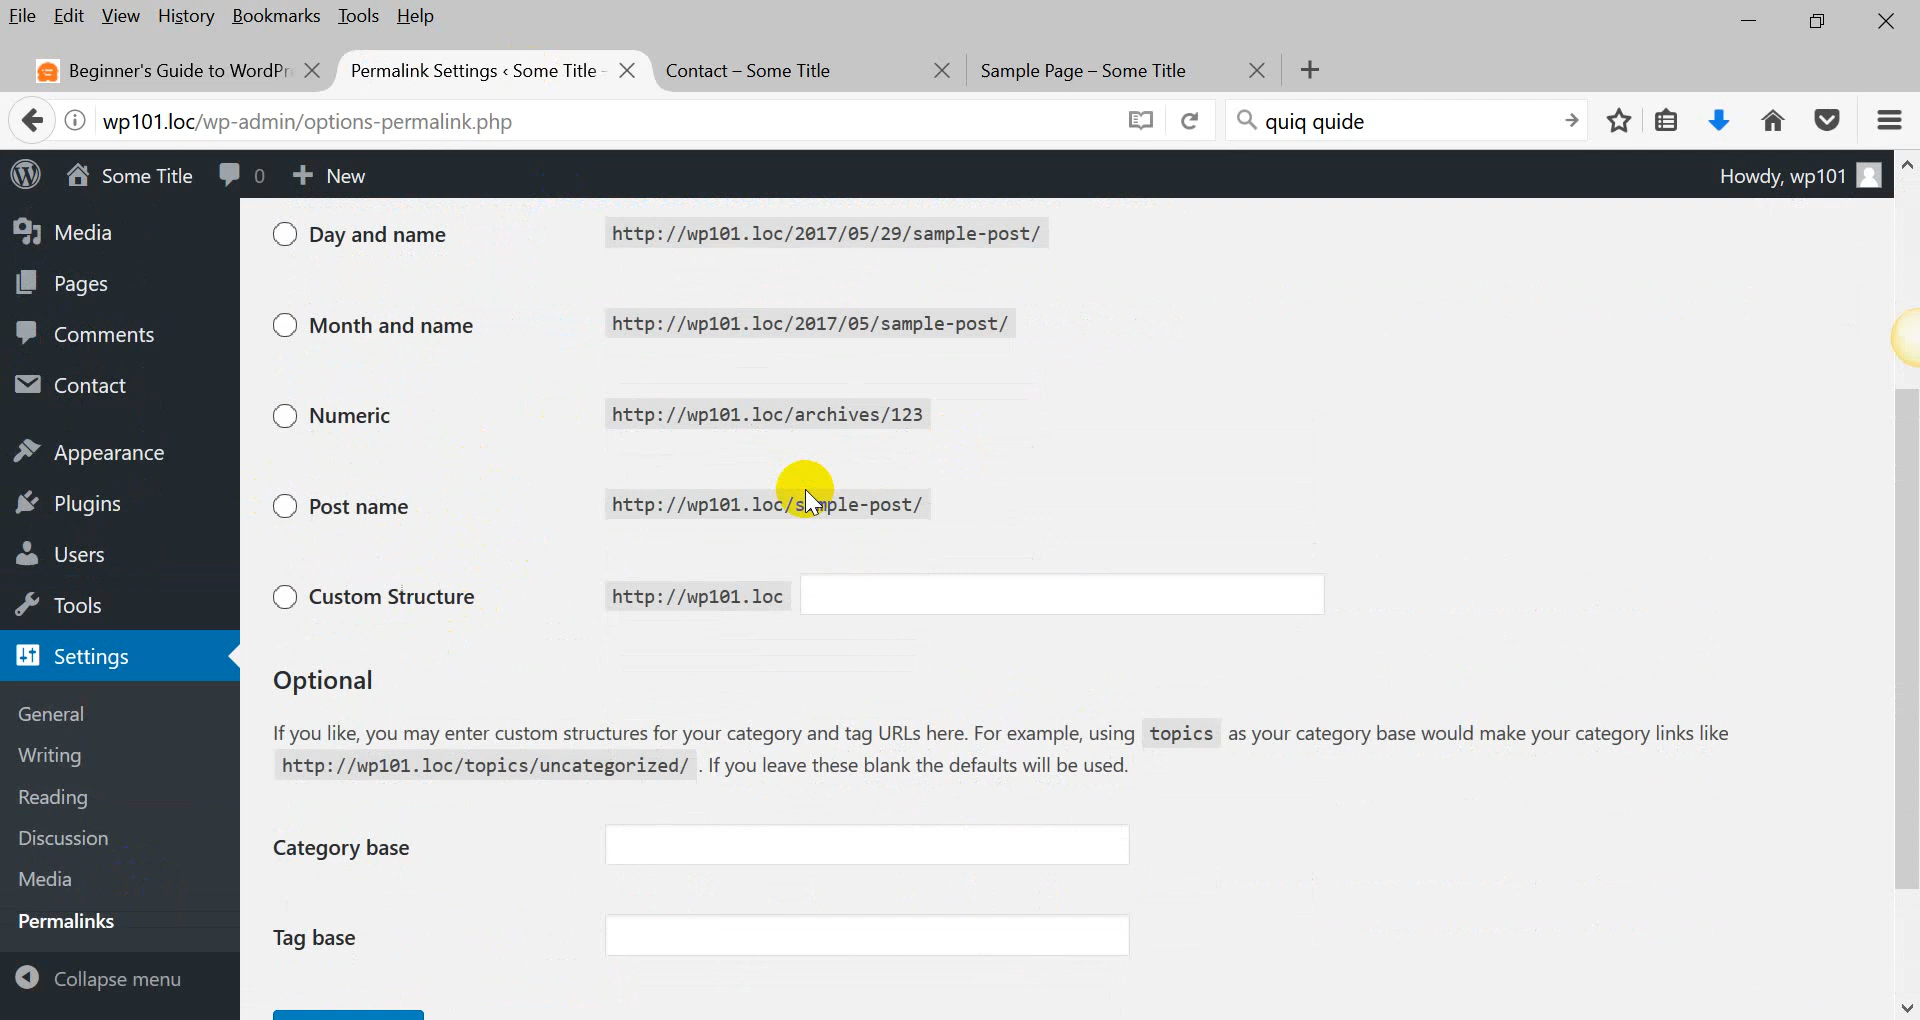 File Edit View History Bookmarks Tools Help
Beginner's Guide to WordPr
Permalink Settings ‹ Some Title -
Contact – Some Title
Sample Page – Some Title
wp101.loc/wp-admin/options-permalink.php
quiq quide
Some Title
0
New
Howdy, wp101
Media
Pages
Comments
Contact
Appearance
Plugins
Users
Tools
Settings
General
Writing
Reading
Discussion
Media
Permalinks
Collapse menu
Day and name http://wp101.loc/2017/05/29/sample-post/
Month and name http://wp101.loc/2017/05/sample-post/
Numeric http://wp101.loc/archives/123
Post name http://wp101.loc/sample-post/
Custom Structure http://wp101.loc
Optional
If you like, you may enter custom structures for your category and tag URLs here. For example, using topics as your category base would make your category links like
http://wp101.loc/topics/uncategorized/ . If you leave these blank the defaults will be used.
Category base
Tag base